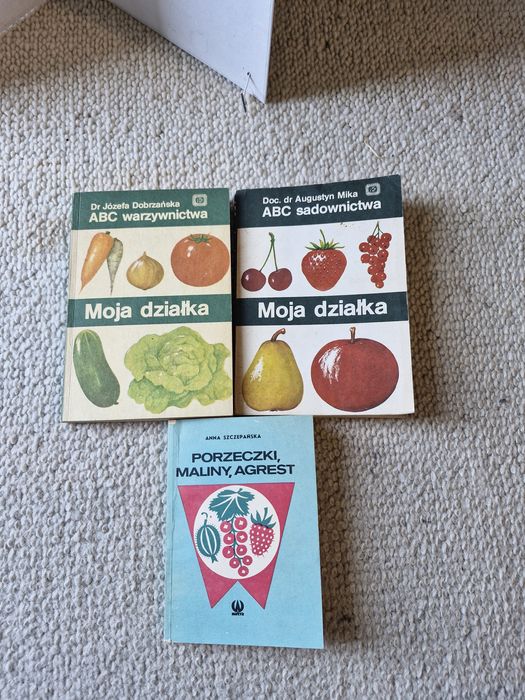 Dr Józefa Dobrzańska
ABC warzywnictwa
Moja działka
Doc. dr Augustyn Mika
ABC sadownictwa
Moja działka
ANNA SZCZEPAŃSKA
PORZECZKI,
MALINY, AGREST